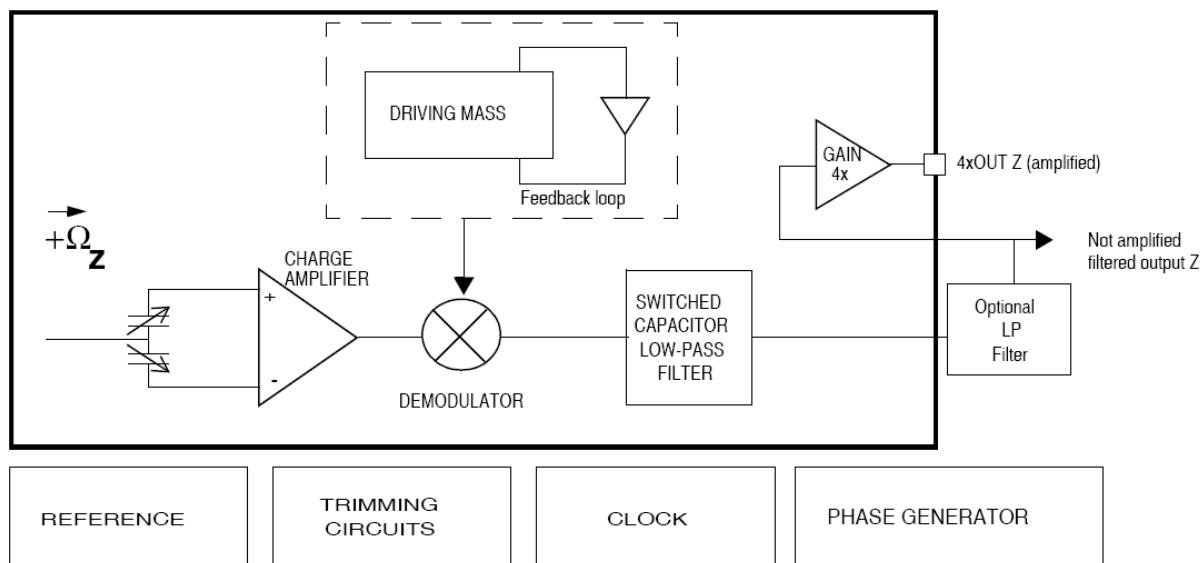 DRIVING MASS
Feedback loop
GAIN
4x
4xOUT Z (amplified)
+Ω
Z
CHARGE
AMPLIFIER
+
-
DEMODULATOR
SWITCHED
CAPACITOR
LOW-PASS
FILTER
Not amplified
filtered output Z
Optional
LP
Filter
REFERENCE
TRIMMING
CIRCUITS
CLOCK
PHASE GENERATOR